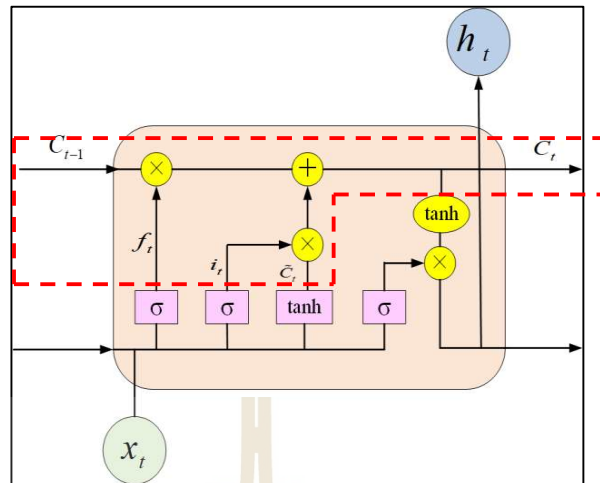 h_t
C_{t-1}
C_t
×
+
tanh
f_t
i_t
×
C̃_t
×
σ
σ
tanh
σ
x_t